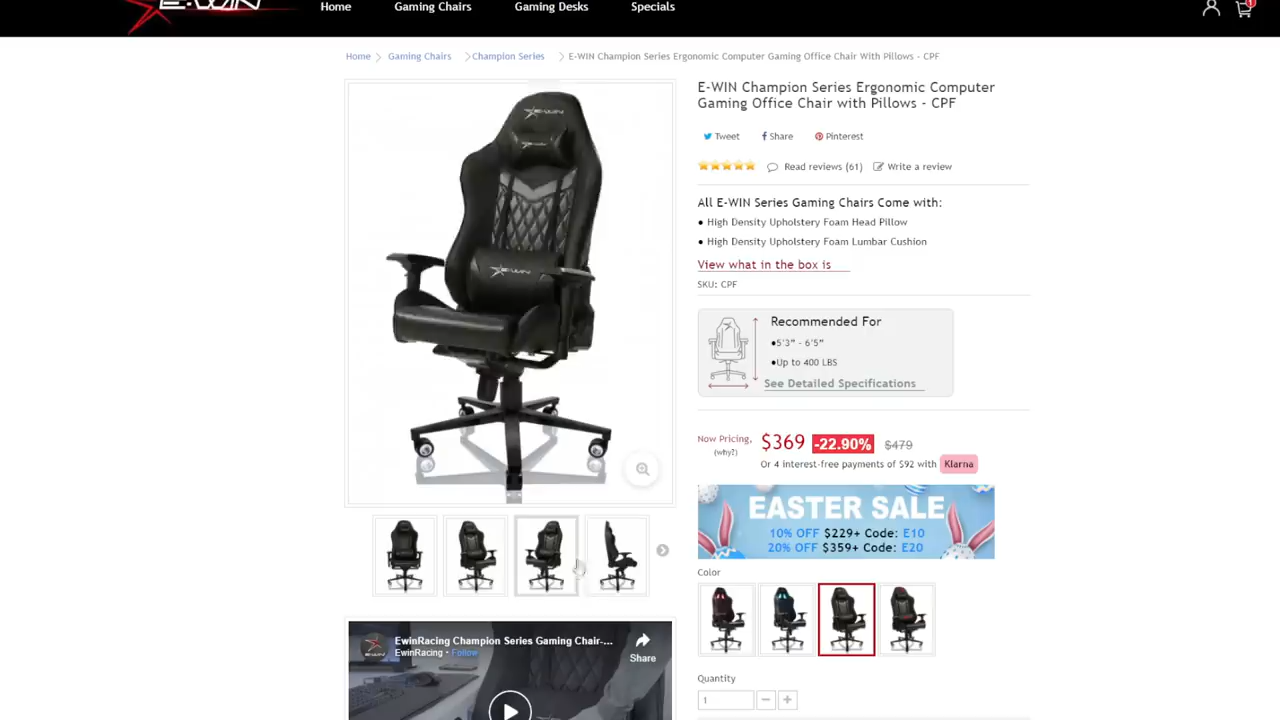 E-WIN
Home
Gaming Chairs
Gaming Desks
Specials
1
Home
Gaming Chairs
Champion Series
E-WIN Champion Series Ergonomic Computer Gaming Office Chair With Pillows - CPF
E-WIN Champion Series Ergonomic Computer
Gaming Office Chair with Pillows - CPF
Tweet
Share
Pinterest
Read reviews (61)
Write a review
All E-WIN Series Gaming Chairs Come with:
• High Density Upholstery Foam Head Pillow
• High Density Upholstery Foam Lumbar Cushion
View what in the box is
SKU: CPF
Recommended For
•5'3" - 6'5"
•Up to 400 LBS
See Detailed Specifications
Now Pricing,
(why?)
$369
-22.90%
$479
Or 4 interest-free payments of $92 with Klarna
EASTER SALE
10% OFF $229+ Code: E10
20% OFF $359+ Code: E20
Color
Quantity
1
E-WIN
E-WIN
EwinRacing Champion Series Gaming Chair-...
EwinRacing • Follow
Share